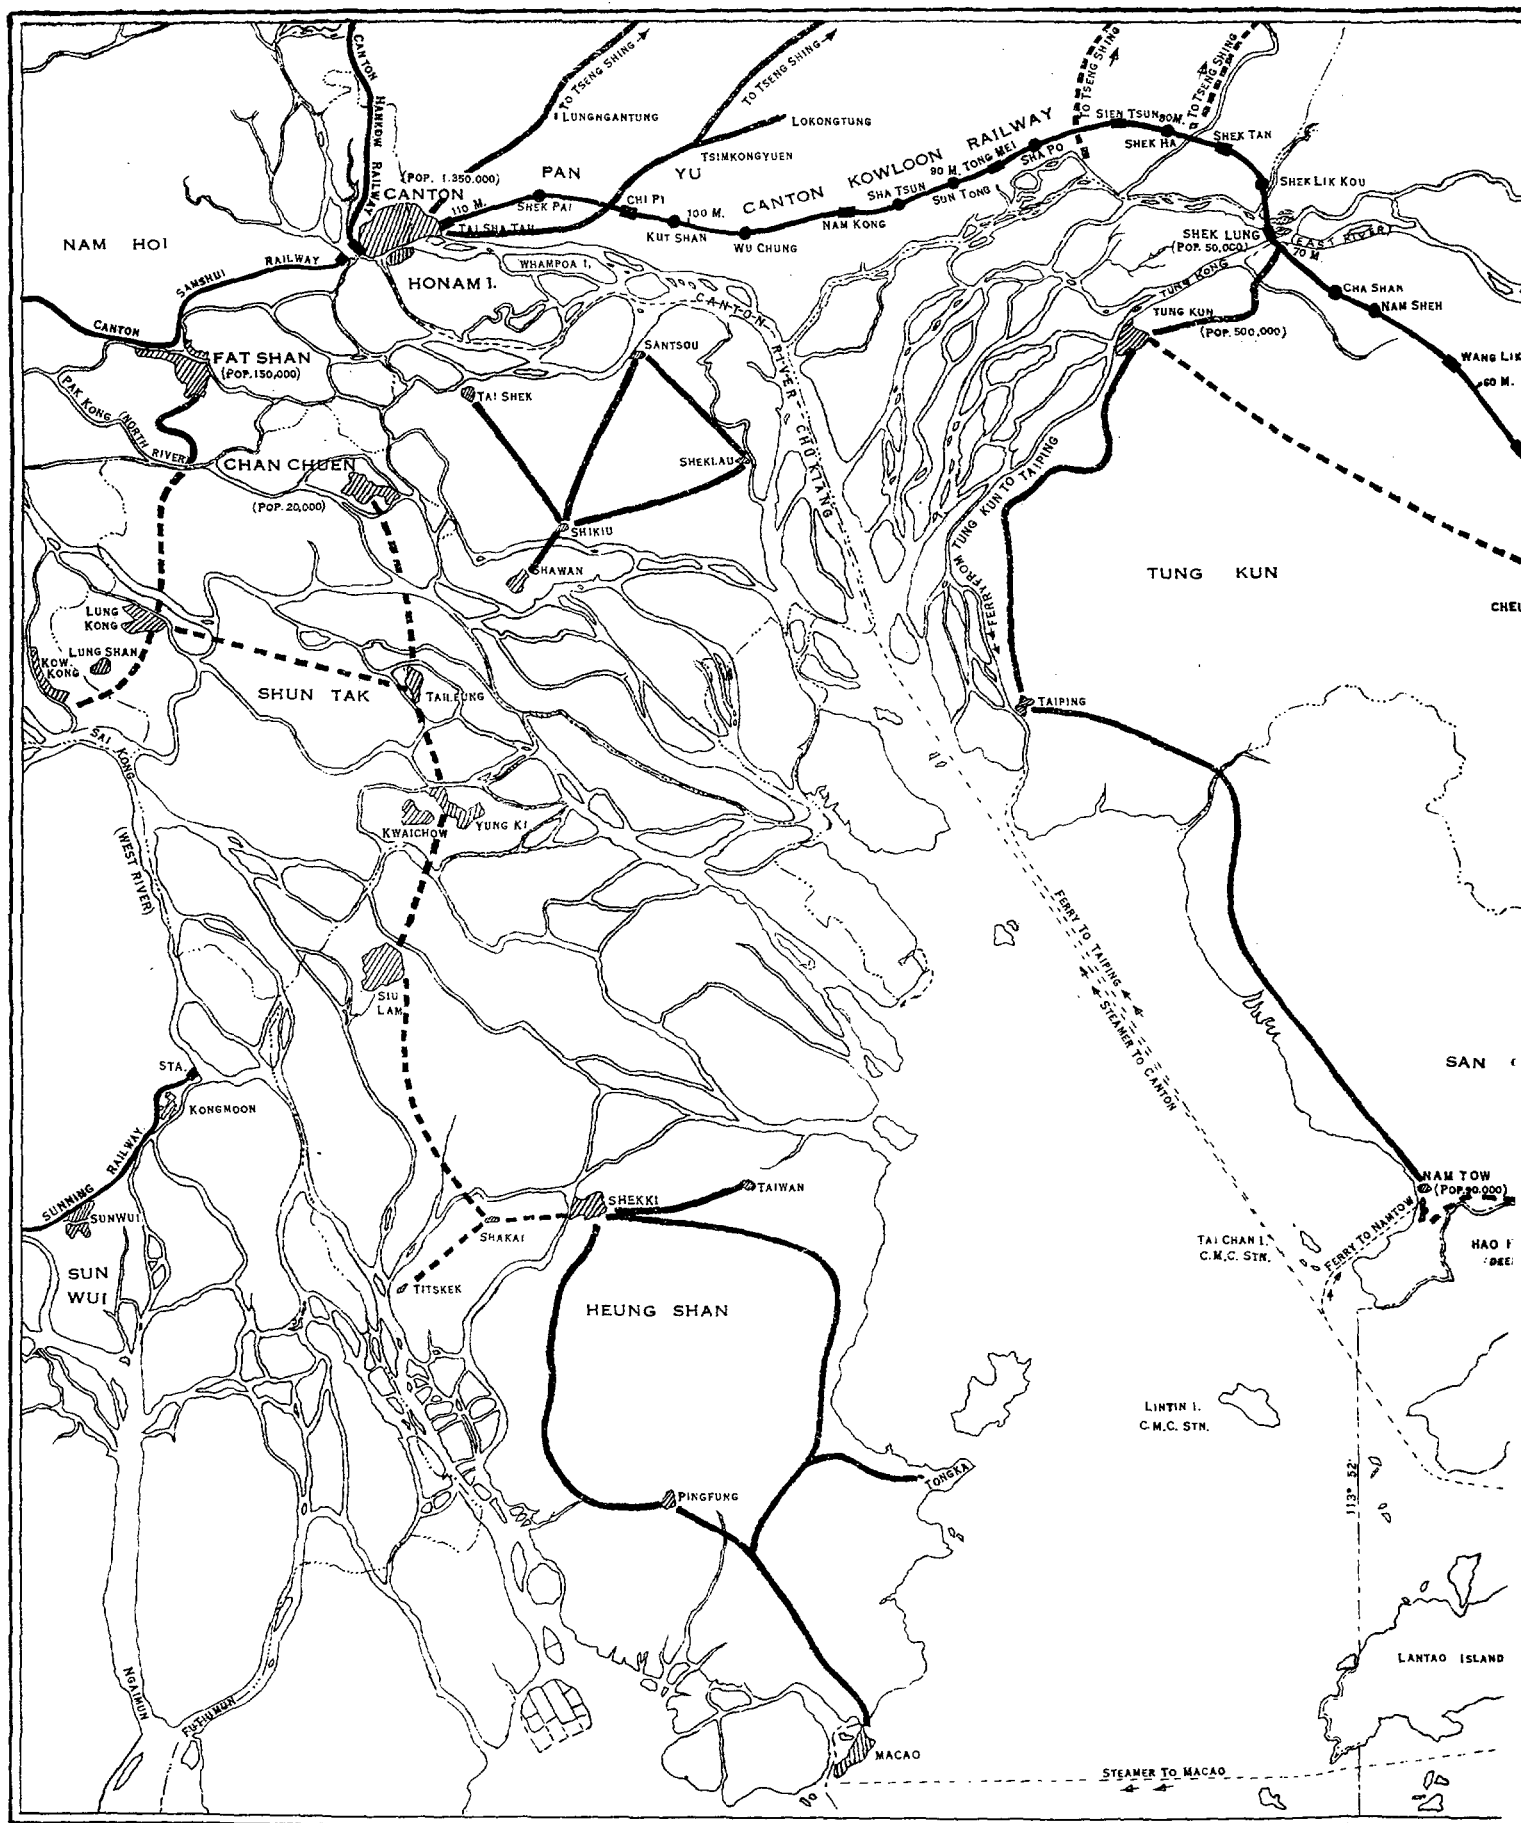 CANTON HANKOW RAILWAY
TO TSENG SHING
TO TSENG SHING
TO TSENG SHING
TO TSENG SHING
LUNGNGANTUNG
LOKONGTUNG
TSIMKONGYUEN
PAN YU
(POP. 1,350,000)
CANTON
110 M.
TAI SHA TAU
SHEK PAI
CHI PI
KUT SHAN
100 M.
WU CHUNG
CANTON KOWLOON RAILWAY
NAM KONG
SHA TSUN
90 M.
SUN TONG
TONG MEI
SHA PO
SIEN TSUN
80 M.
SHEK HA
SHEK TAN
SHEK LIK KOU
SHEK LUNG
(POP. 50,000)
(EAST RIVER)
70 M.
TUNG KONG
CHA SHAN
NAM SHEH
WANG LIK
60 M.
TUNG KUN
(POP. 500,000)
NAM HOI
CANTON SAMSHUI RAILWAY
HONAM I.
WHAMPOA I.
CANTON RIVER CHUKIANG
FAT SHAN
(POP. 150,000)
PAK KONG (NORTH RIVER)
SANTSOU
TAI SHEK
SHEKLAU
SHIKIU
SHAWAN
CHAN CHUEN
(POP. 20,000)
FERRY FROM TUNG KUN TO TAIPING
TUNG KUN
CHEU
LUNG KONG
LUNG SHAN
KOW KONG
SHUN TAK
TAILEUNG
TAIPING
SAI KONG
(WEST RIVER)
KWAICHOW
YUNG KI
SIU LAM
FERRY TO TAIPING
STEAMER TO CANTON
SAN
STA.
KONGMOON
SUNNING RAILWAY
SUNWUI
SUN WUI
SHEKKI
TAIWAN
SHAKAI
TITSKEK
HEUNG SHAN
NAM TOW
(POP. 90,000)
FERRY TO NAMTOW
TAI CHAN I.
C.M.C. STN.
HAO
LINTIN I.
C.M.C. STN.
113° 52'
PINGFUNG
TONGKA
LANTAO ISLAND
NGAIMUN
FUTIUMUN
MACAO
STEAMER TO MACAO